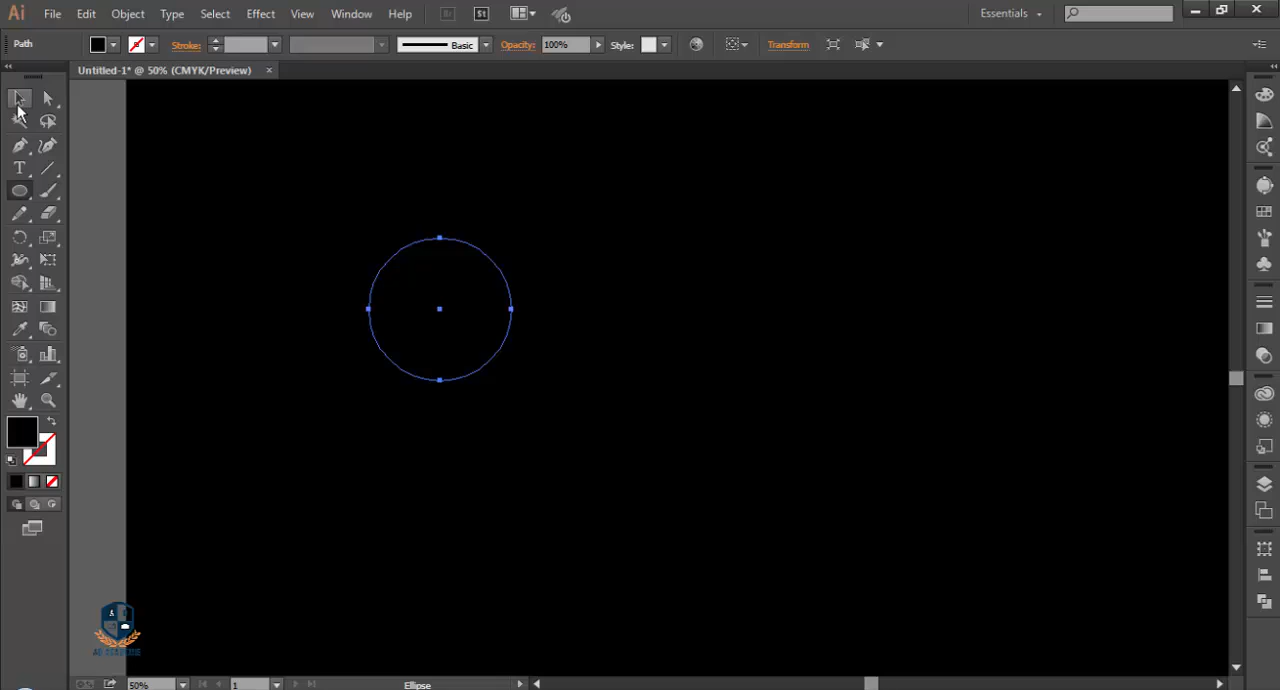 Ai File Edit Object Type Select Effect View Window Help Br St Essentials
Path Stroke: Basic Opacity: 100% Style: Transform
Untitled-1* @ 50% (CMYK/Preview) ×
T
50% 1 Ellipse